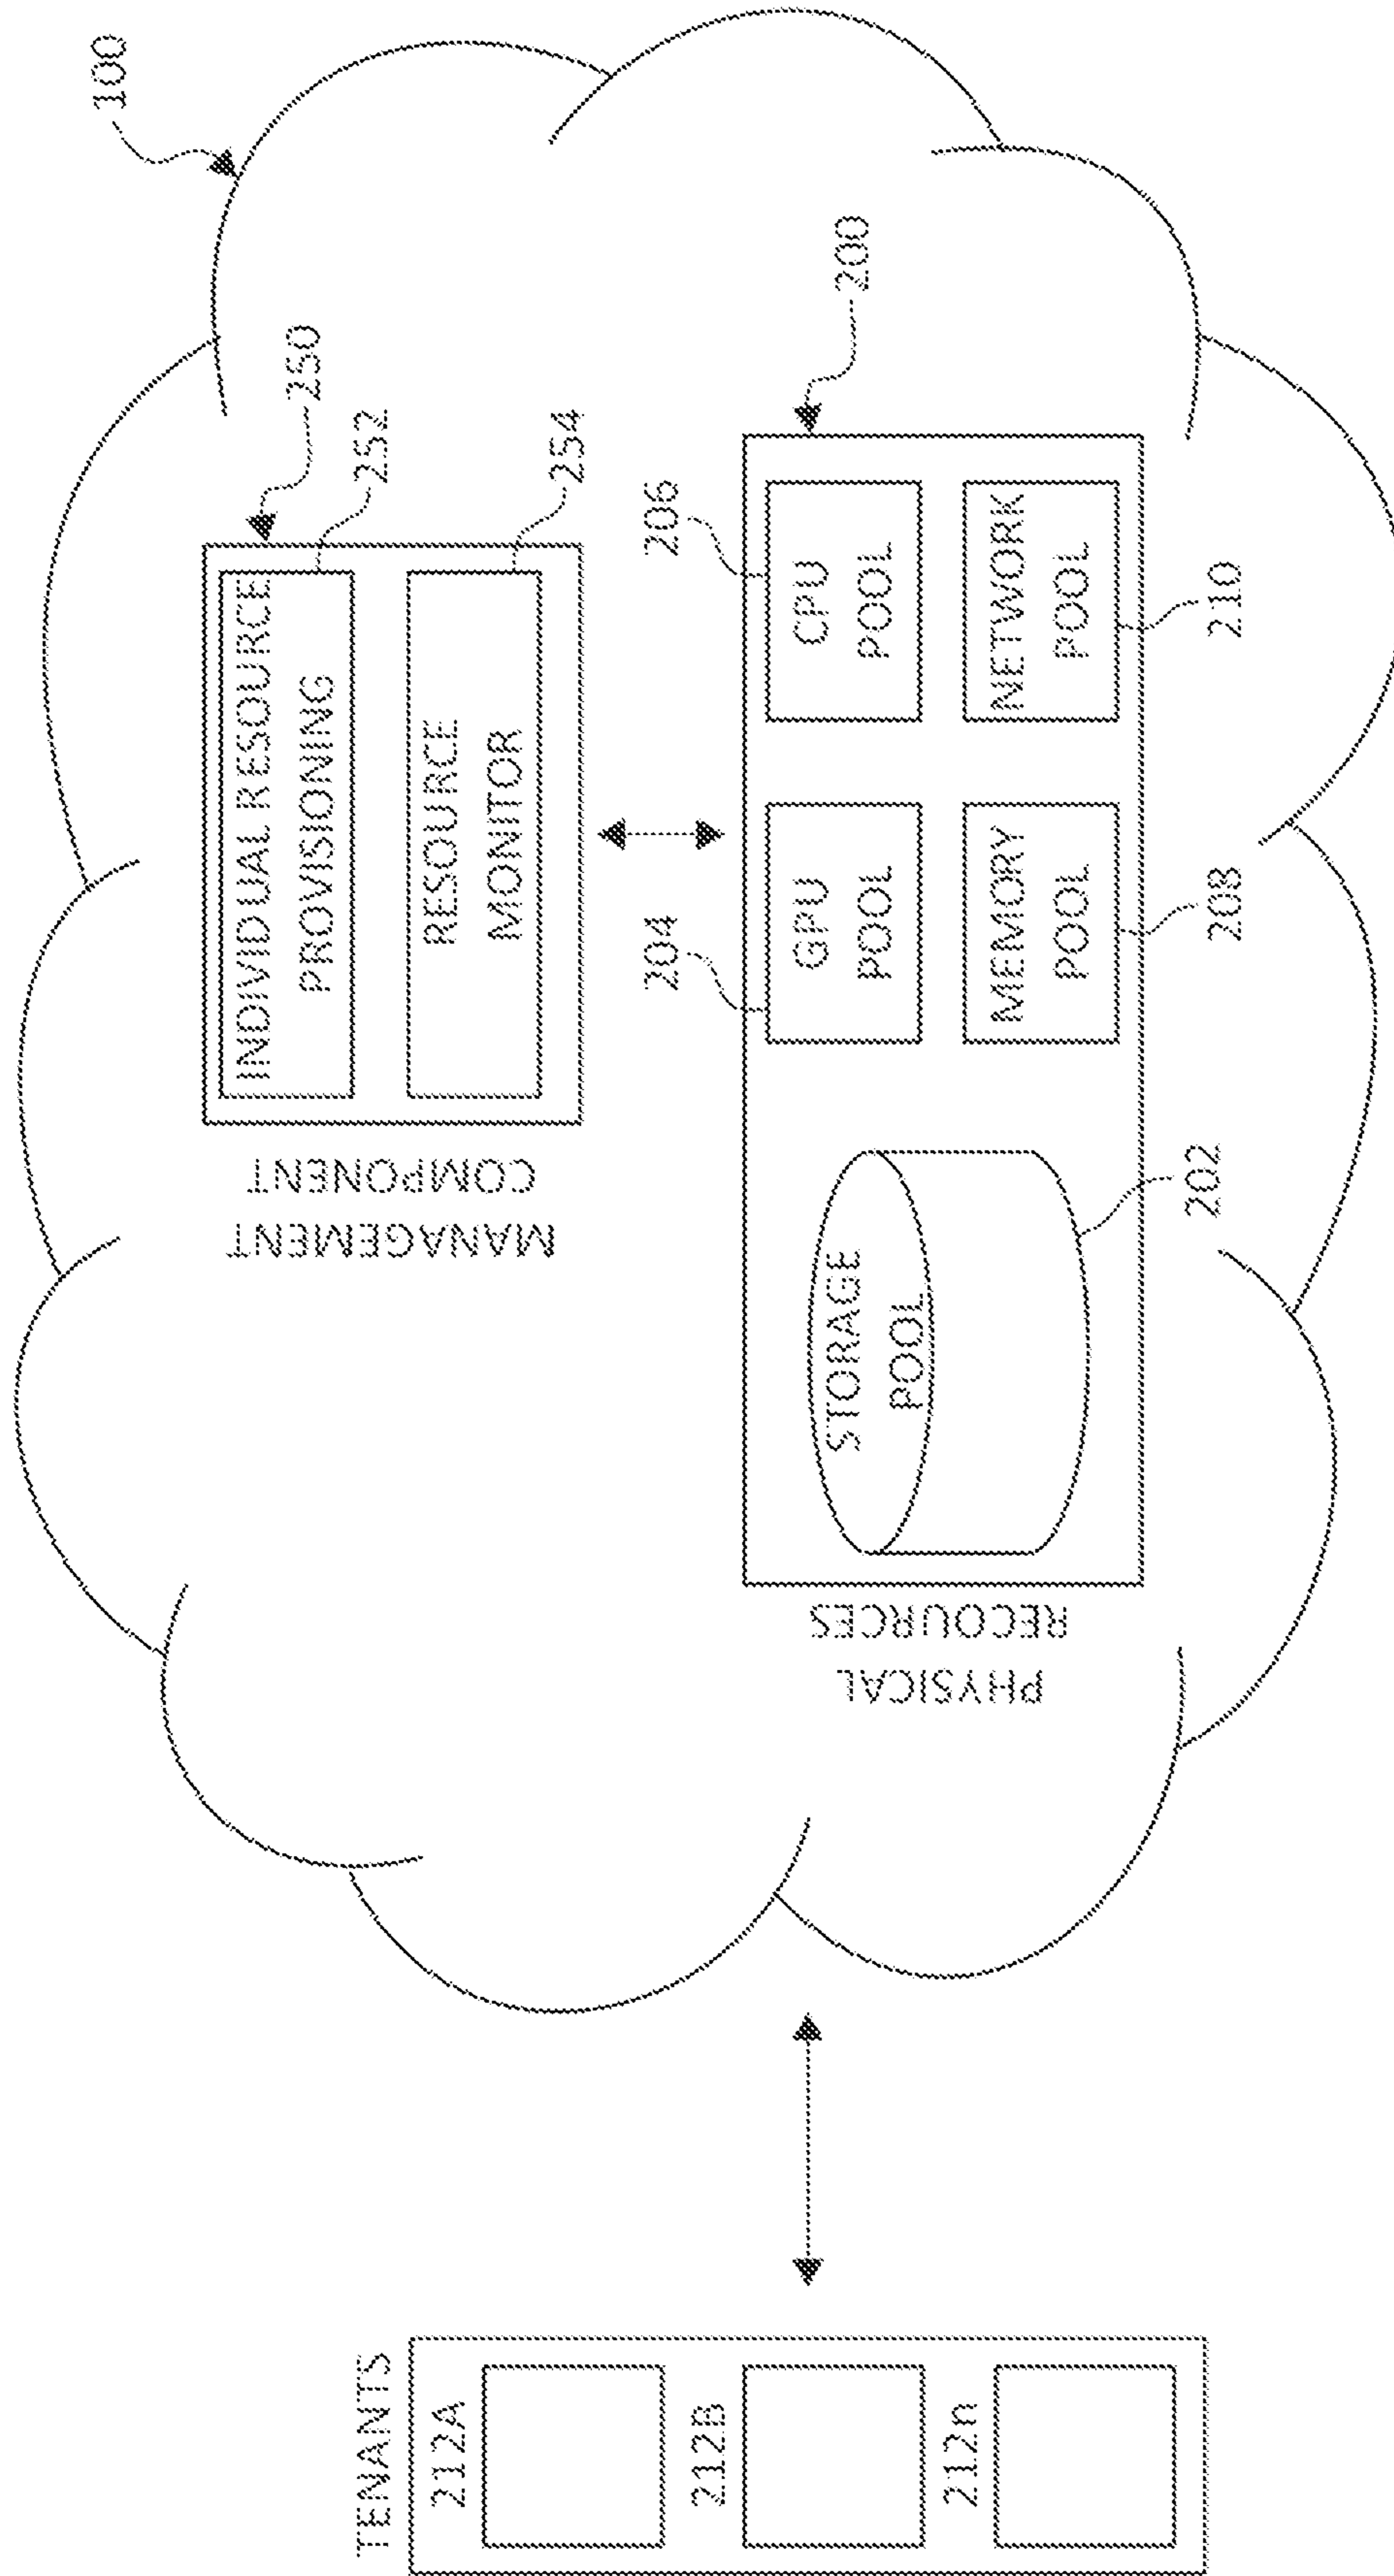 100
MANAGEMENT
COMPONENT
250
INDIVIDUAL RESOURCE
PROVISIONING
252
RESOURCE
MONITOR
254
TENANTS
212A
212B
212n
PHYSICAL
RECOURCES
200
STORAGE
POOL
202
204
GPU
POOL
206
CPU
POOL
MEMORY
POOL
208
NETWORK
POOL
210